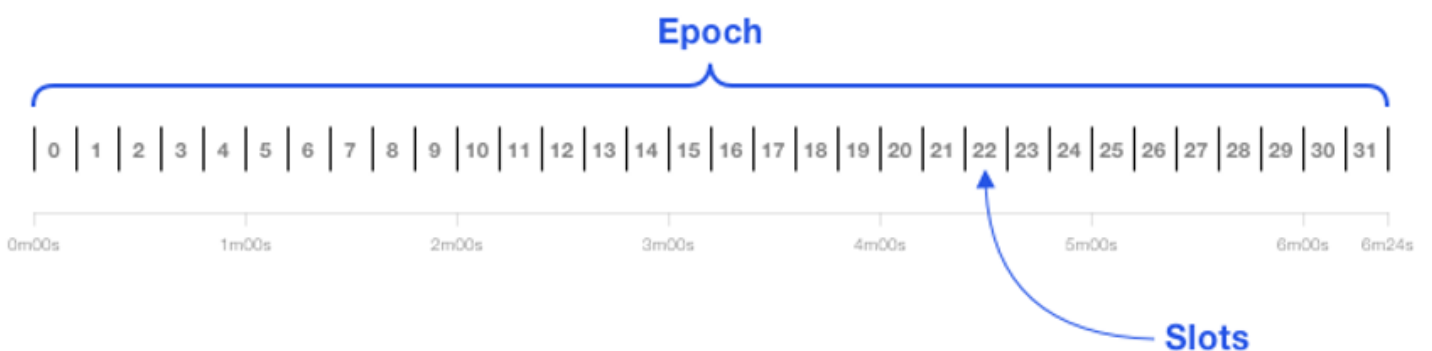 Epoch
0 1 2 3 4 5 6 7 8 9 10 11 12 13 14 15 16 17 18 19 20 21 22 23 24 25 26 27 28 29 30 31
0m00s 1m00s 2m00s 3m00s 4m00s 5m00s 6m00s 6m24s
Slots